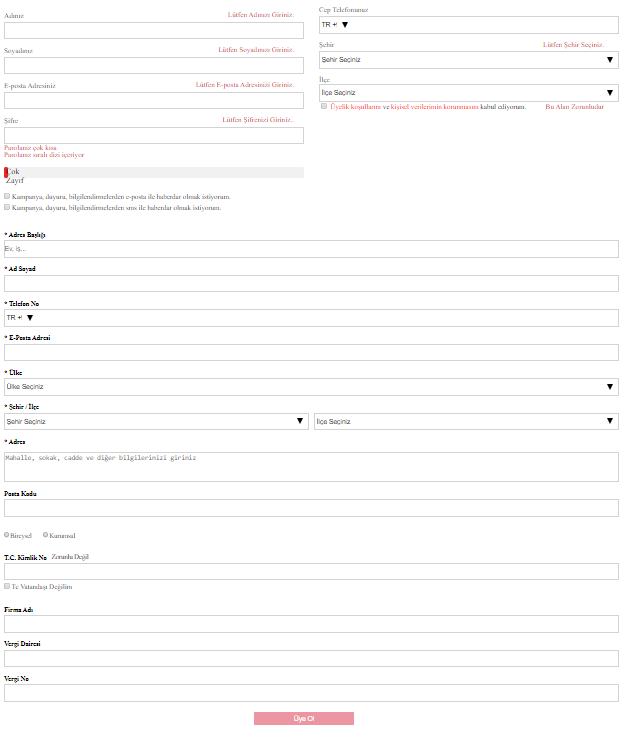 Adınız Lütfen Adınızı Giriniz.
Soyadınız Lütfen Soyadınızı Giriniz.
E-posta Adresiniz Lütfen E-posta Adresinizi Giriniz.
Şifre Lütfen Şifrenizi Giriniz.
Parolanız çok kısa
Parolanız sıralı dizi içeriyor
Çok
Zayıf
Kampanya, duyuru, bilgilendirmelerden e-posta ile haberdar olmak istiyorum.
Kampanya, duyuru, bilgilendirmelerden sms ile haberdar olmak istiyorum.
Cep Telefonunuz
TR +
Şehir Lütfen Şehir Seçiniz.
Şehir Seçiniz
İlçe
İlçe Seçiniz
Üyelik koşullarını ve kişisel verilerimin korunmasını kabul ediyorum. Bu Alan Zorunludur
* Adres Başlığı
Ev, iş...
* Ad Soyad
* Telefon No
TR +
* E-Posta Adresi
* Ülke
Ülke Seçiniz
* Şehir / İlçe
Şehir Seçiniz İlçe Seçiniz
* Adres
Mahalle, sokak, cadde ve diğer bilgilerinizi giriniz
Posta Kodu
Bireysel Kurumsal
T.C. Kimlik No Zorunlu Değil
Tc Vatandaşı Değilim
Firma Adı
Vergi Dairesi
Vergi No
Üye Ol